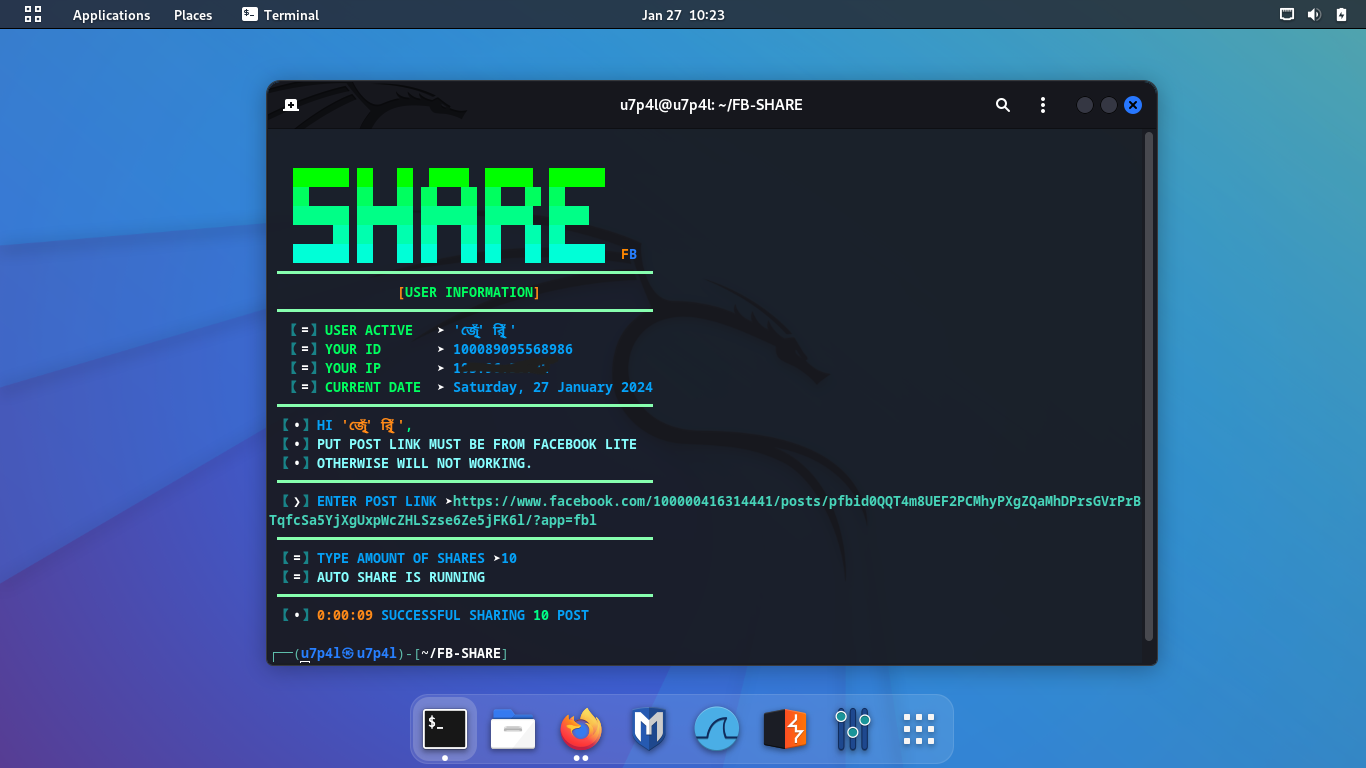 Applications Places Terminal Jan 27 10:23
u7p4l@u7p4l: ~/FB-SHARE
SHARE
FB
[USER INFORMATION]
【=】USER ACTIVE ➤
【=】YOUR ID ➤ 100089095568986
【=】YOUR IP ➤
【=】CURRENT DATE ➤ Saturday, 27 January 2024
【•】HI
【•】PUT POST LINK MUST BE FROM FACEBOOK LITE
【•】OTHERWISE WILL NOT WORKING.
【❯】ENTER POST LINK ➤https://www.facebook.com/100000416314441/posts/pfbid0QQT4m8UEF2PCMhyPXgZQaMhDPrsGVrPrB
TqfcSa5YjXgUxpWcZHLSzse6Ze5jFK6l/?app=fbl
【=】TYPE AMOUNT OF SHARES ➤10
【=】AUTO SHARE IS RUNNING
【•】0:00:09 SUCCESSFUL SHARING 10 POST
┌──(u7p4l㉿u7p4l)-[~/FB-SHARE]
$_